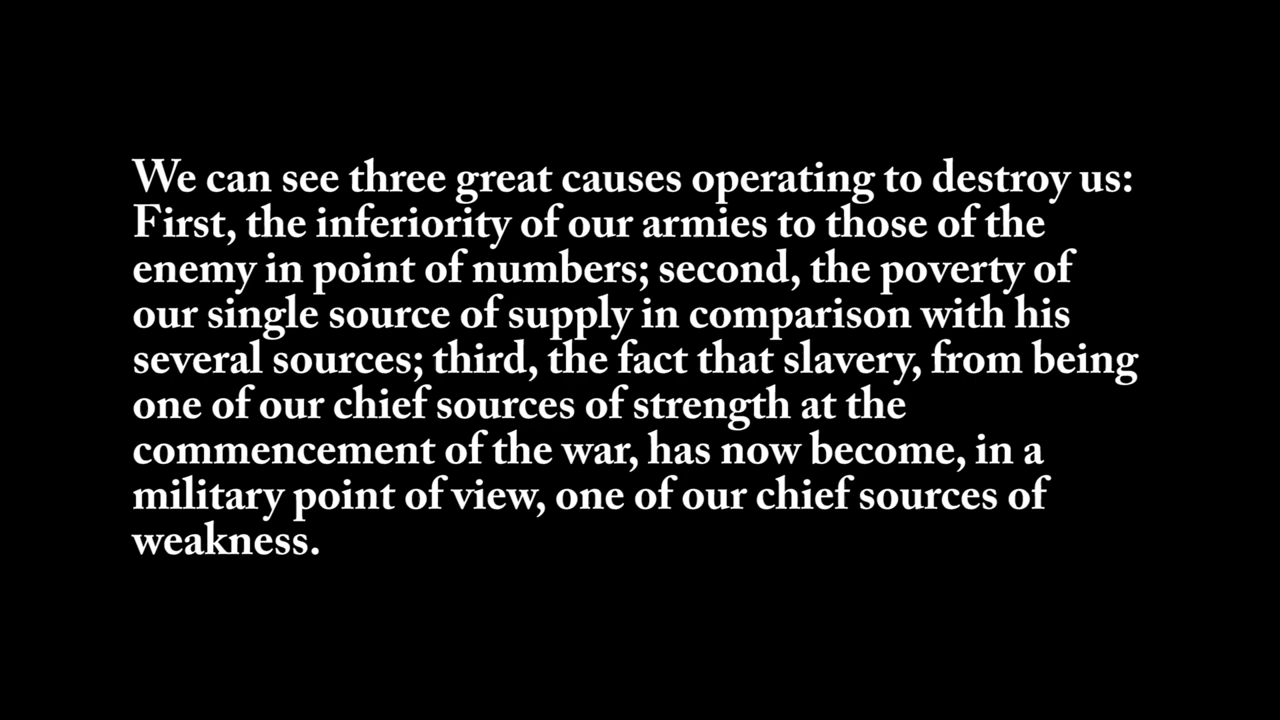 We can see three great causes operating to destroy us:
First, the inferiority of our armies to those of the
enemy in point of numbers; second, the poverty of
our single source of supply in comparison with his
several sources; third, the fact that slavery, from being
one of our chief sources of strength at the
commencement of the war, has now become, in a
military point of view, one of our chief sources of
weakness.